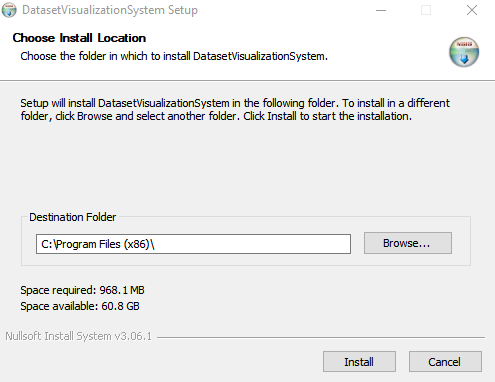 DatasetVisualizationSystem Setup
Choose Install Location
Choose the folder in which to install DatasetVisualizationSystem.
Setup will install DatasetVisualizationSystem in the following folder. To install in a different
folder, click Browse and select another folder. Click Install to start the installation.
Destination Folder
C:\Program Files (x86)\
Browse...
Space required: 968.1 MB
Space available: 60.8 GB
Nullsoft Install System v3.06.1
Install
Cancel